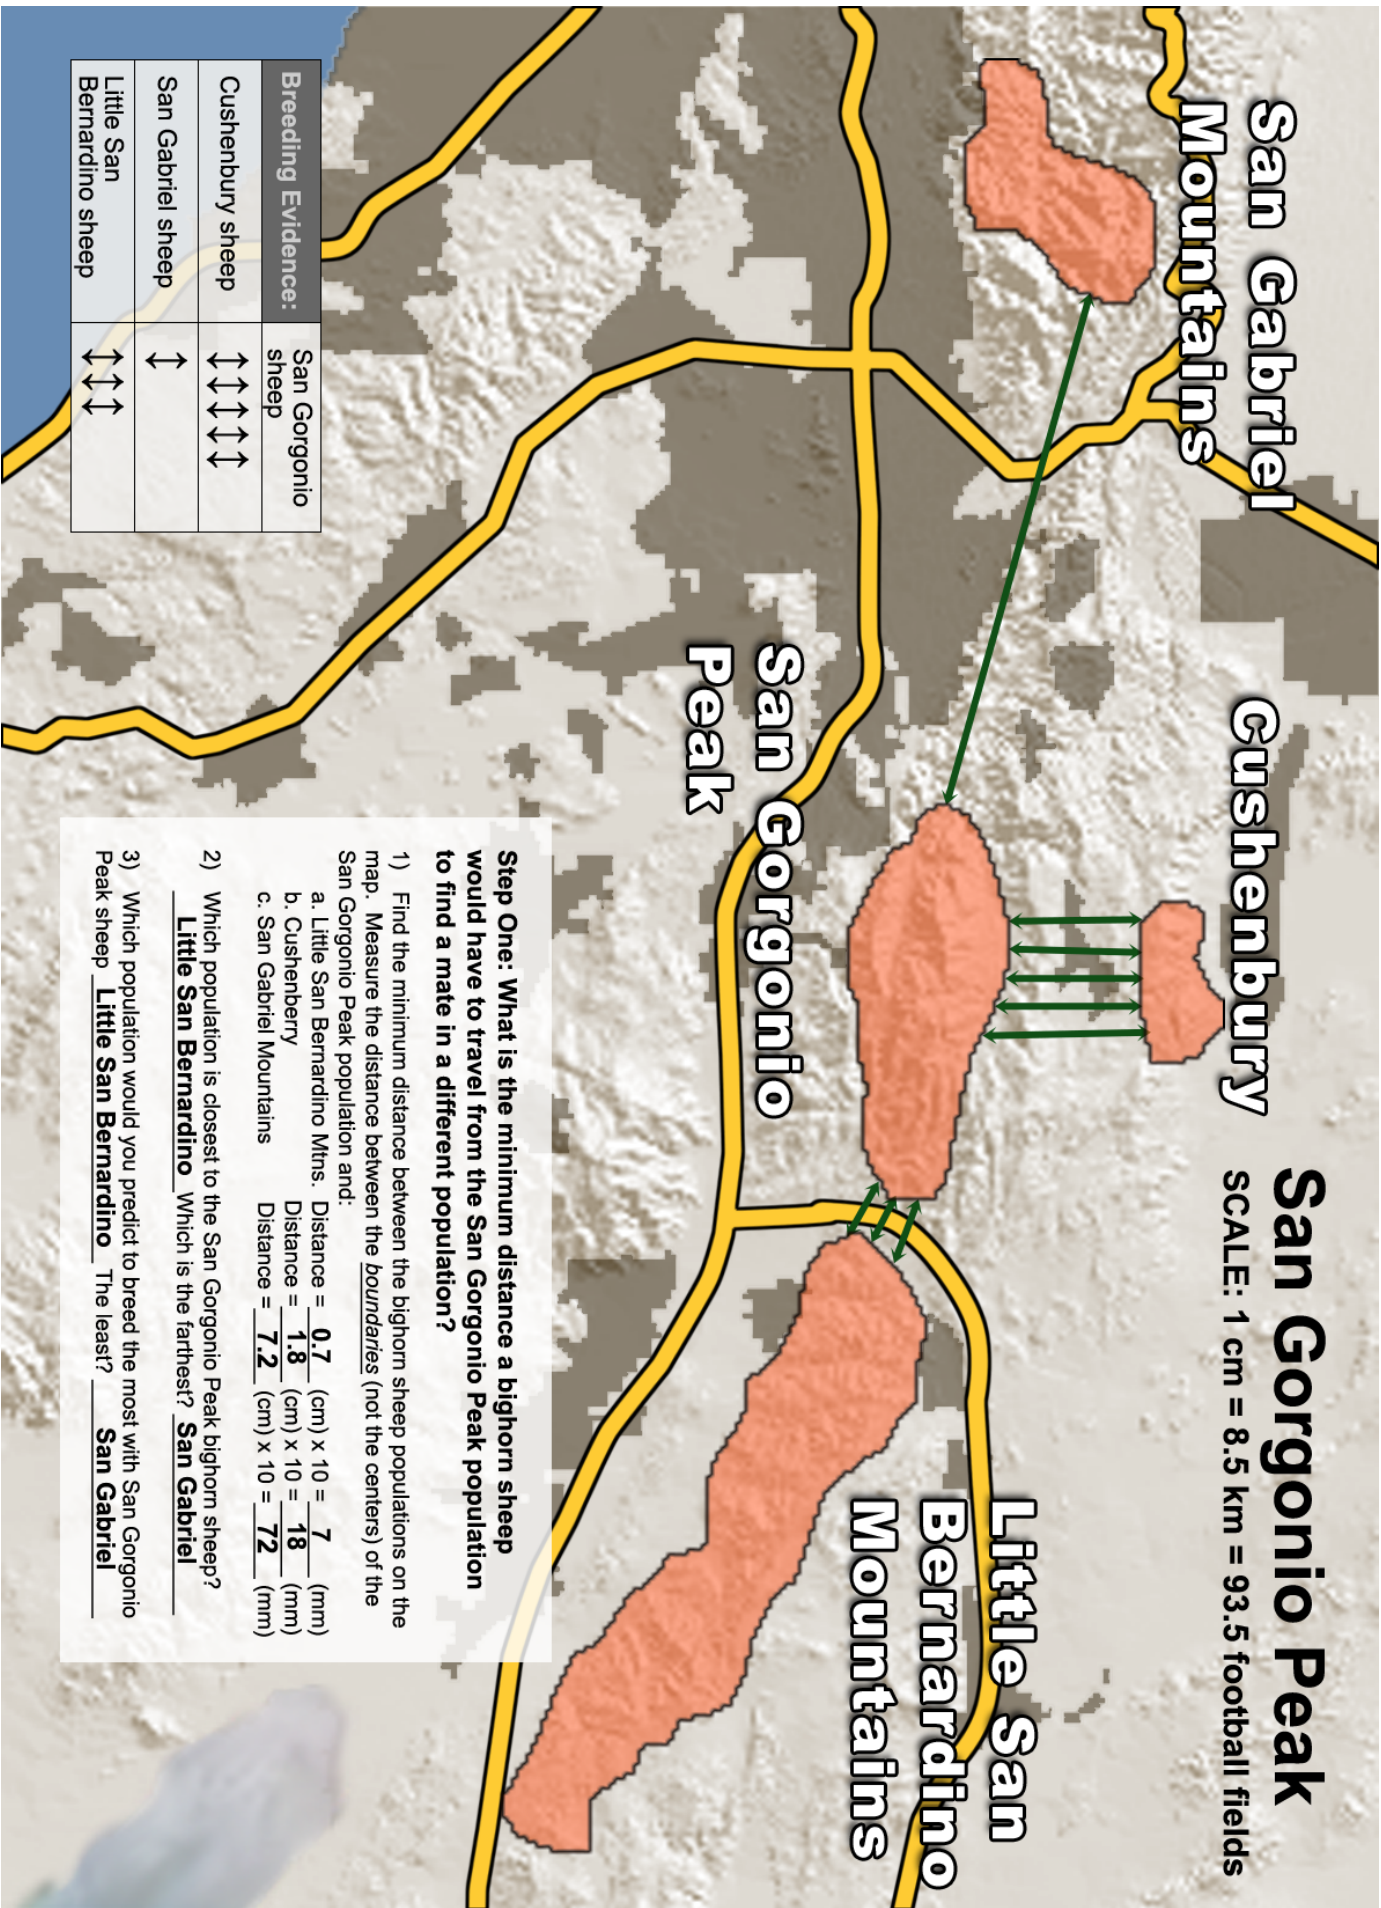 San Gorgonio Peak
SCALE: 1 cm = 8.5 km = 93.5 football fields
San Gabriel
Mountains
Cushenbury
San Gorgonio
Peak
Little San
Bernardino
Mountains
Breeding Evidence:
San Gorgonio
sheep
Cushenbury sheep
↔↔↔↔↔
San Gabriel sheep
↔
Little San
Bernardino sheep
↔↔↔
Step One: What is the minimum distance a bighorn sheep
would have to travel from the San Gorgonio Peak population
to find a mate in a different population?
1) Find the minimum distance between the bighorn sheep populations on the
map. Measure the distance between the boundaries (not the centers) of the
San Gorgonio Peak population and:
a. Little San Bernardino Mtns. Distance = 0.7 (cm) x 10 = 7 (mm)
b. Cushenberry Distance = 1.8 (cm) x 10 = 18 (mm)
c. San Gabriel Mountains Distance = 7.2 (cm) x 10 = 72 (mm)
2) Which population is closest to the San Gorgonio Peak bighorn sheep?
Little San Bernardino Which is the farthest? San Gabriel
3) Which population would you predict to breed the most with San Gorgonio
Peak sheep Little San Bernardino The least? San Gabriel